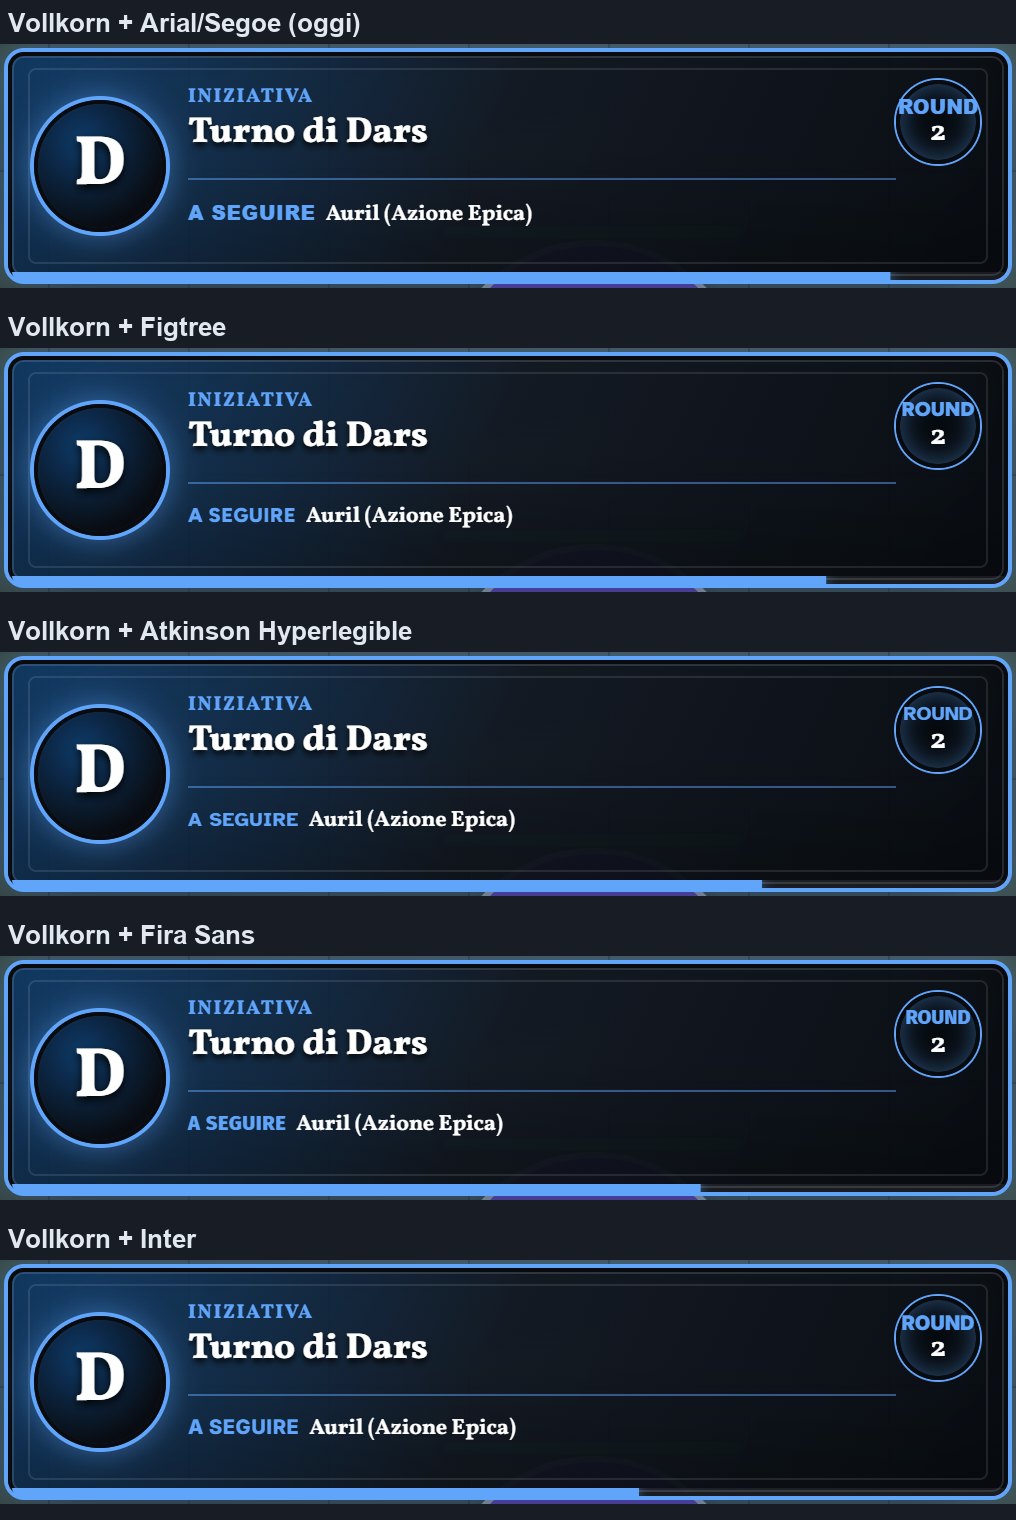 Vollkorn + Arial/Segoe (oggi)
INIZIATIVA
Turno di Dars
D
ROUND
2
A SEGUIRE Auril (Azione Epica)
Vollkorn + Figtree
INIZIATIVA
Turno di Dars
D
ROUND
2
A SEGUIRE Auril (Azione Epica)
Vollkorn + Atkinson Hyperlegible
INIZIATIVA
Turno di Dars
D
ROUND
2
A SEGUIRE Auril (Azione Epica)
Vollkorn + Fira Sans
INIZIATIVA
Turno di Dars
D
ROUND
2
A SEGUIRE Auril (Azione Epica)
Vollkorn + Inter
INIZIATIVA
Turno di Dars
D
ROUND
2
A SEGUIRE Auril (Azione Epica)